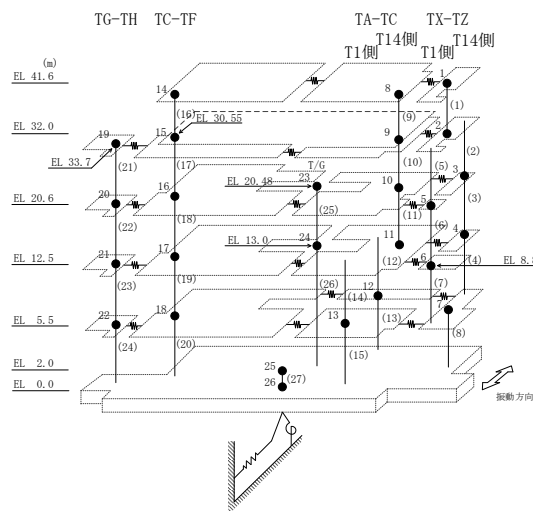 TG-TH TC-TF TA-TC TX-TZ
T14側 T14側
T1側 T1側
(m)
EL 41.6
14 8 1
(16) EL 30.55 (9) (1)
EL 32.0
19 15 9 2
EL 33.7 (21) (17) (10) (2)
T/G
EL 20.48 23 (5) 3
EL 20.6
20 16 10 5 (3)
(22) (18) (25) (11)
24 11 (6) 4
EL 13.0
EL 12.5
21 17 (12) 6 (4) EL 8.8
(23) (19) (26) (14) 12 (7)
EL 5.5
22 18 13 (13) 7
(24) (20) (15) (8)
EL 2.0
25
EL 0.0
26 (27)
振動方向